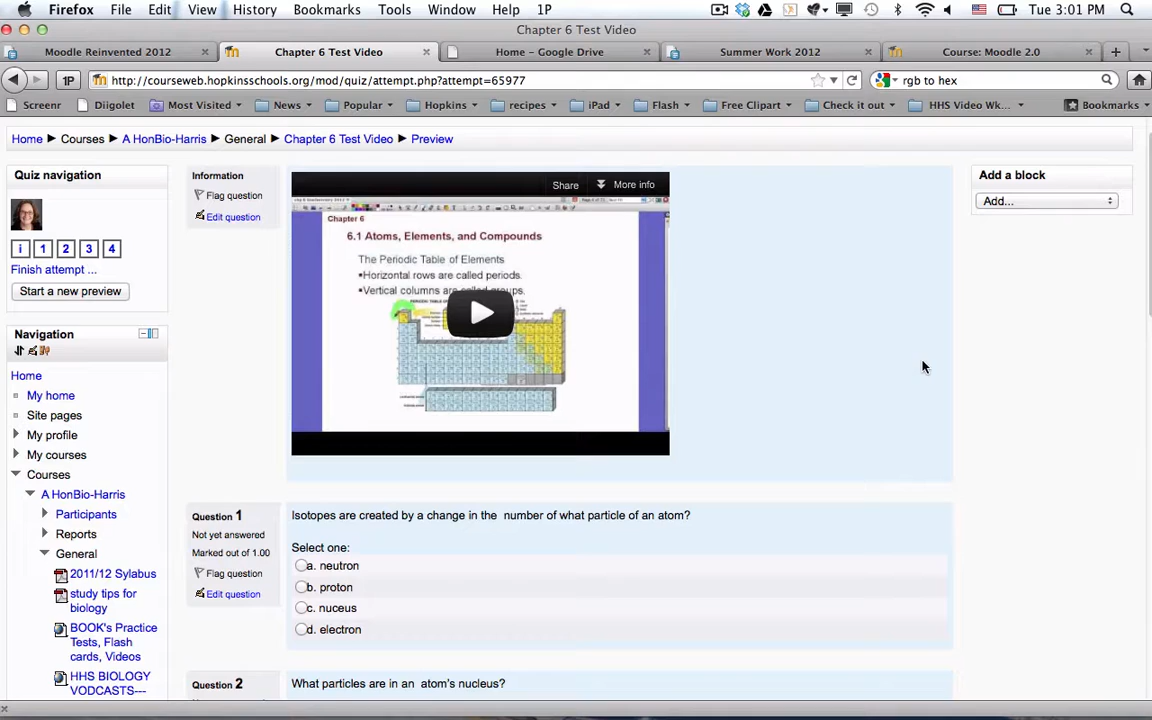 Firefox File Edit View History Bookmarks Tools Window Help 1P Tue 3:01 PM
Chapter 6 Test Video
Moodle Reinvented 2012 Chapter 6 Test Video Home – Google Drive Summer Work 2012 Course: Moodle 2.0
1P http://courseweb.hopkinsschools.org/mod/quiz/attempt.php?attempt=65977 rgb to hex
Screenr Diigolet Most Visited News Popular Hopkins recipes iPad Flash Free Clipart Check it out HHS Video Wk... Bookmarks
Home Courses A HonBio-Harris General Chapter 6 Test Video Preview
Quiz navigation
i 1 2 3 4
Finish attempt ...
Start a new preview
Navigation
Home
My home
Site pages
My profile
My courses
Courses
A HonBio-Harris
Participants
Reports
General
2011/12 Syllabus
study tips for
biology
BOOK's Practice
Tests, Flash
cards, Videos
HHS BIOLOGY
VODCASTS---
Information
Flag question
Edit question
Share More info
Chapter 6
6.1 Atoms, Elements, and Compounds
The Periodic Table of Elements
•Horizontal rows are called periods.
•Vertical columns are called groups.
Question 1
Not yet answered
Marked out of 1.00
Flag question
Edit question
Isotopes are created by a change in the number of what particle of an atom?
Select one:
a. neutron
b. proton
c. nuceus
d. electron
Question 2
What particles are in an atom's nucleus?
Add a block
Add...